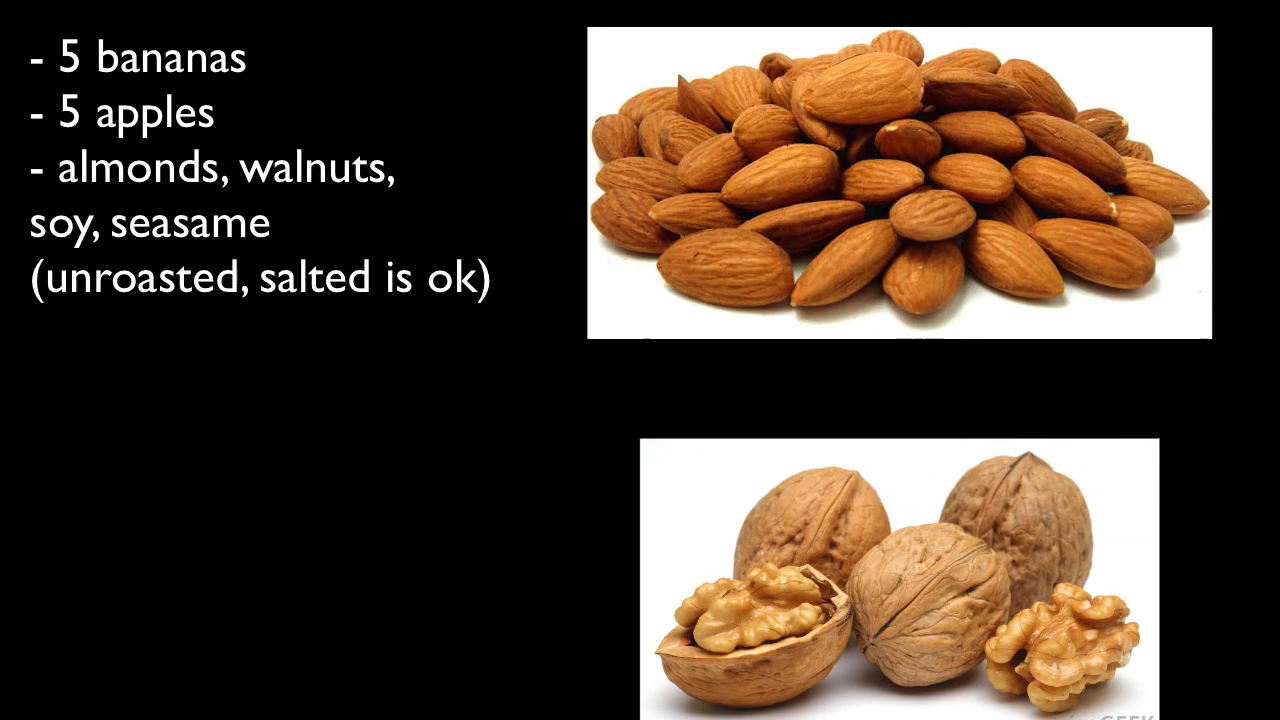 - 5 bananas
- 5 apples
- almonds, walnuts,
soy, seasame
(unroasted, salted is ok)